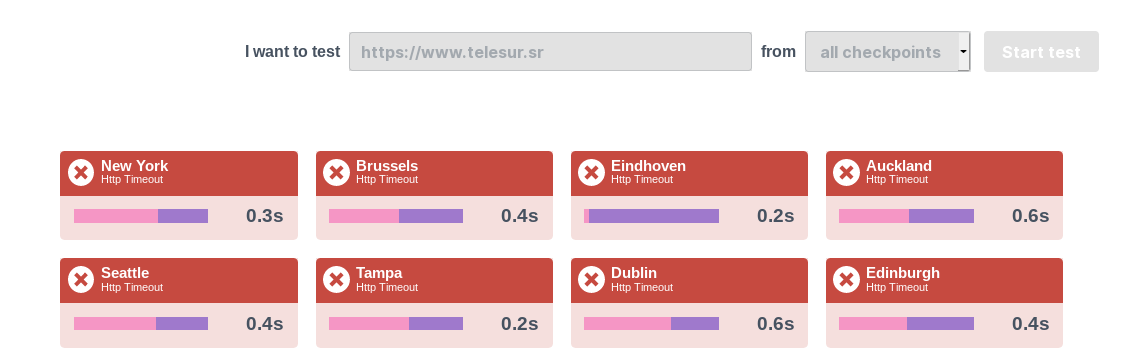 I want to test https://www.telesur.sr from all checkpoints Start test
New York Brussels Eindhoven Auckland
Http Timeout Http Timeout Http Timeout Http Timeout
0.3s 0.4s 0.2s 0.6s
Seattle Tampa Dublin Edinburgh
Http Timeout Http Timeout Http Timeout Http Timeout
0.4s 0.2s 0.6s 0.4s